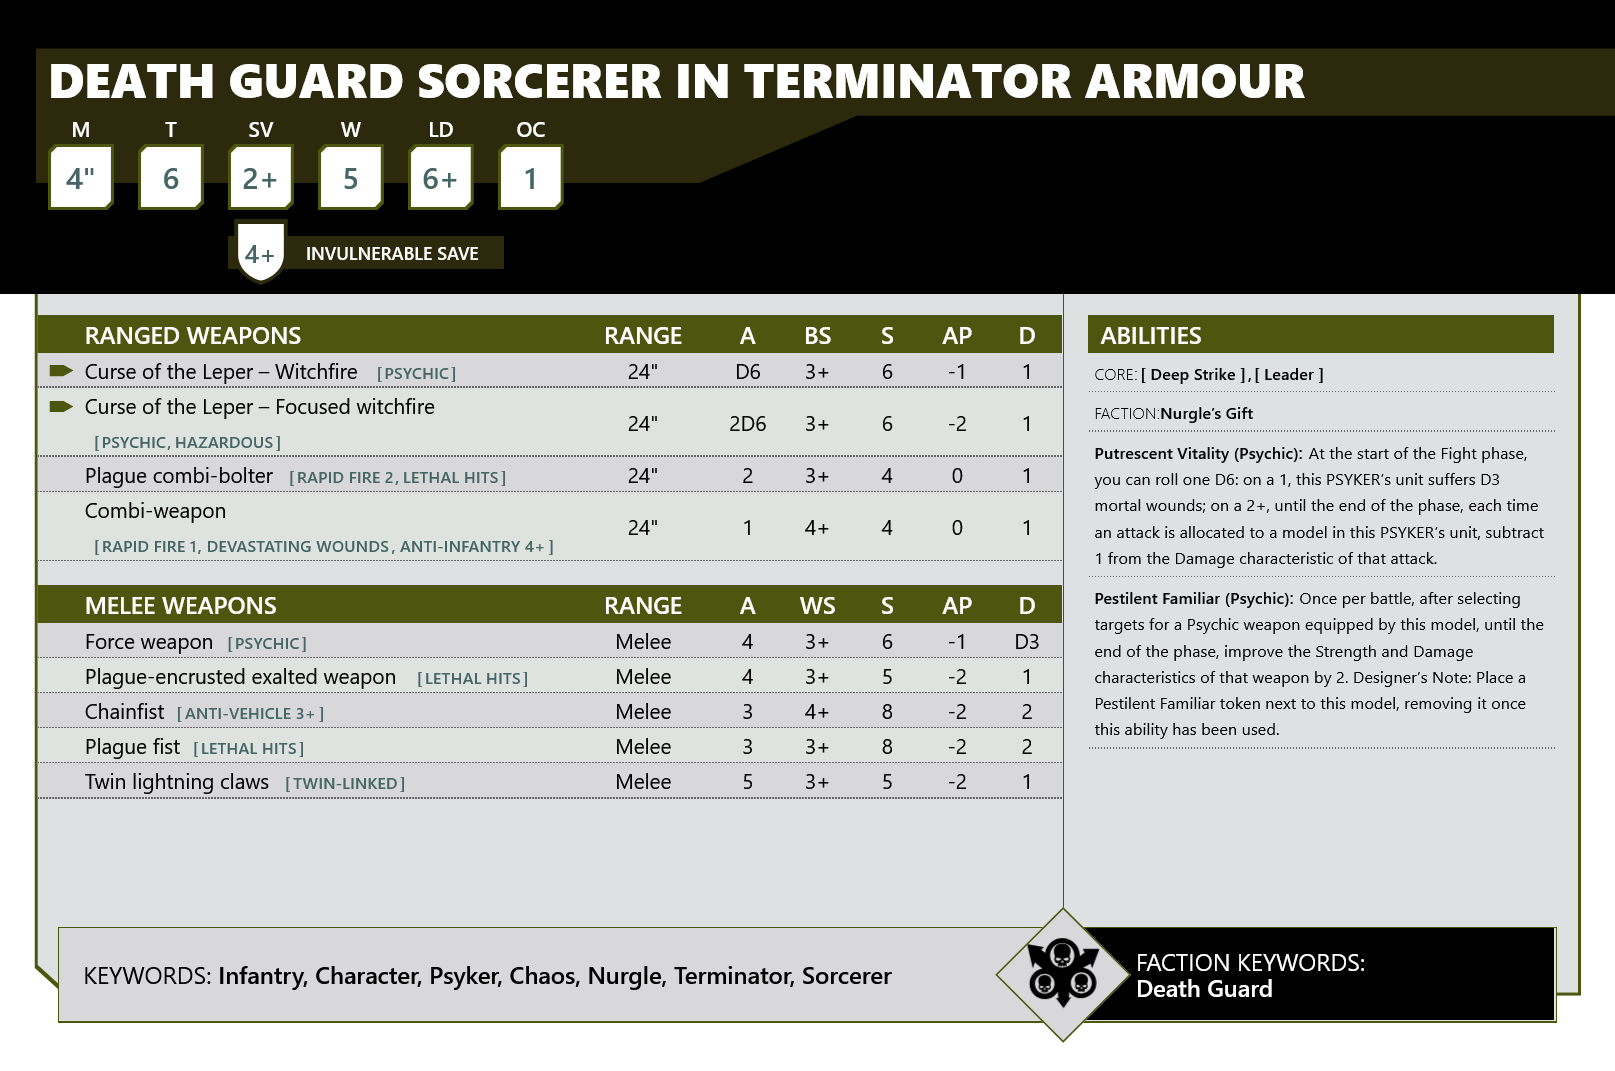 DEATH GUARD SORCERER IN TERMINATOR ARMOUR
M T SV W LD OC
4" 6 2+ 5 6+ 1
4+ INVULNERABLE SAVE
RANGED WEAPONS RANGE A BS S AP D
Curse of the Leper – Witchfire [PSYCHIC] 24" D6 3+ 6 -1 1
Curse of the Leper – Focused witchfire
[PSYCHIC, HAZARDOUS] 24" 2D6 3+ 6 -2 1
Plague combi-bolter [RAPID FIRE 2, LETHAL HITS] 24" 2 3+ 4 0 1
Combi-weapon
[RAPID FIRE 1, DEVASTATING WOUNDS, ANTI-INFANTRY 4+] 24" 1 4+ 4 0 1
MELEE WEAPONS RANGE A WS S AP D
Force weapon [PSYCHIC] Melee 4 3+ 6 -1 D3
Plague-encrusted exalted weapon [LETHAL HITS] Melee 4 3+ 5 -2 1
Chainfist [ANTI-VEHICLE 3+] Melee 3 4+ 8 -2 2
Plague fist [LETHAL HITS] Melee 3 3+ 8 -2 2
Twin lightning claws [TWIN-LINKED] Melee 5 3+ 5 -2 1
ABILITIES
CORE: [ Deep Strike ] , [ Leader ]
FACTION:Nurgle's Gift
Putrescent Vitality (Psychic): At the start of the Fight phase,
you can roll one D6: on a 1, this PSYKER's unit suffers D3
mortal wounds; on a 2+, until the end of the phase, each time
an attack is allocated to a model in this PSYKER's unit, subtract
1 from the Damage characteristic of that attack.
Pestilent Familiar (Psychic): Once per battle, after selecting
targets for a Psychic weapon equipped by this model, until the
end of the phase, improve the Strength and Damage
characteristics of that weapon by 2. Designer's Note: Place a
Pestilent Familiar token next to this model, removing it once
this ability has been used.
KEYWORDS: Infantry, Character, Psyker, Chaos, Nurgle, Terminator, Sorcerer
FACTION KEYWORDS:
Death Guard